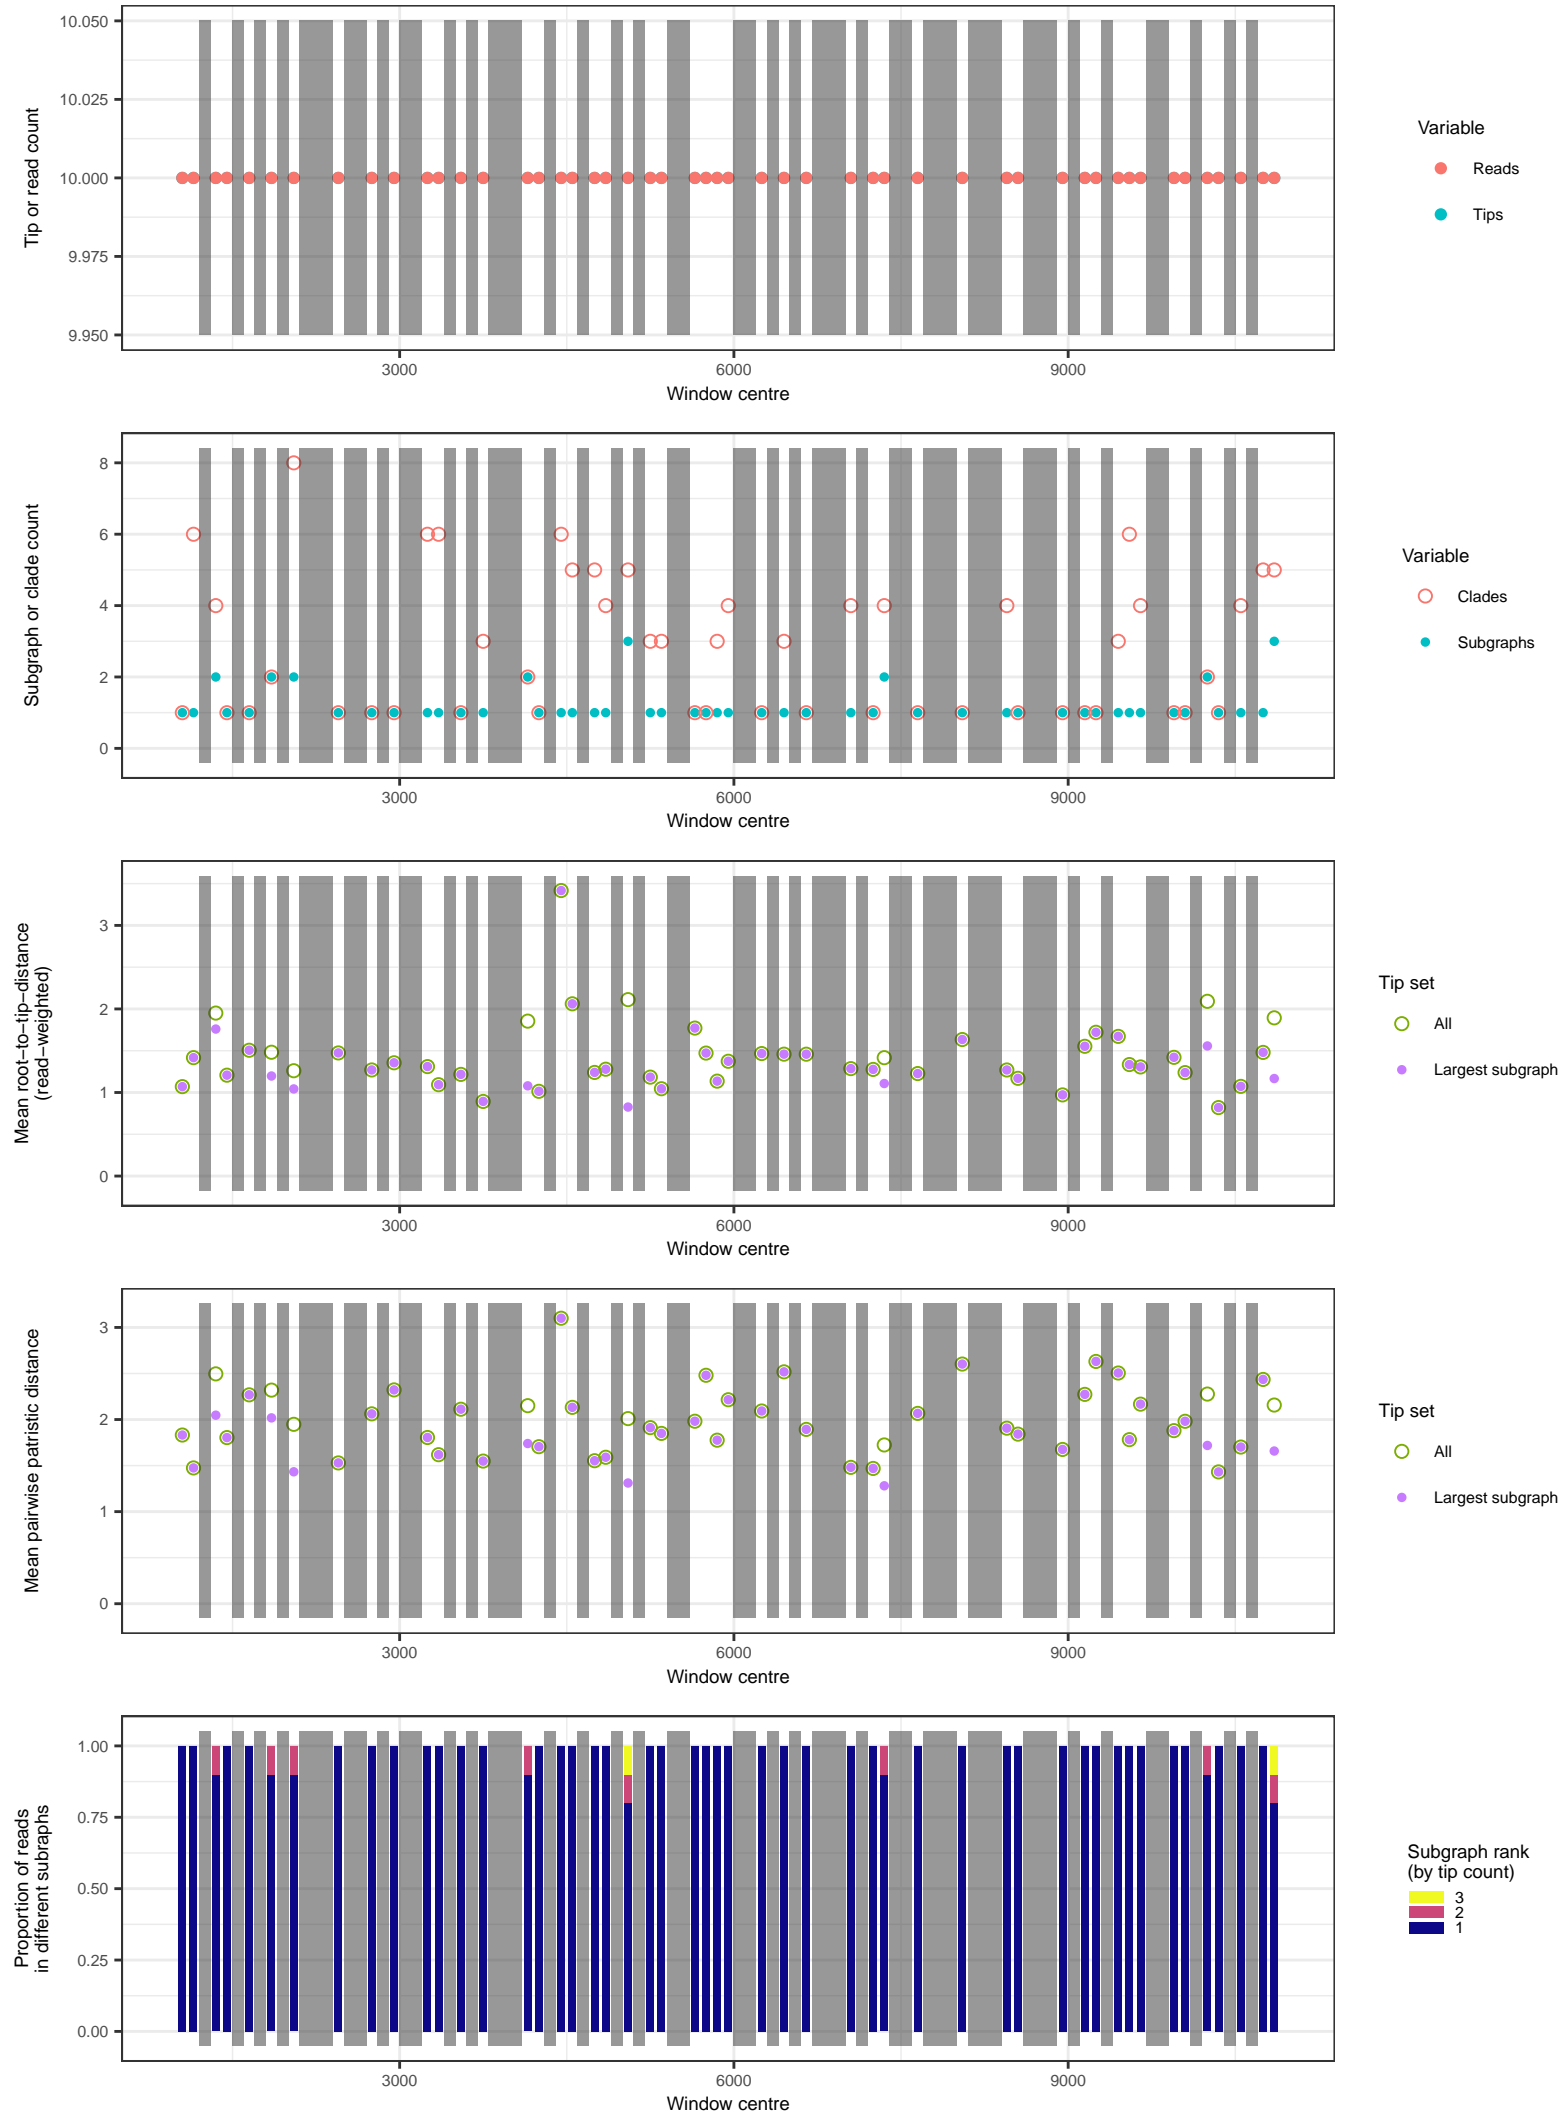 10.050
10.025
10.000
9.975
9.950
Tip or read count
3000
6000
9000
Window centre
Variable
Reads
Tips
8
6
4
2
0
Subgraph or clade count
3000
6000
9000
Window centre
Variable
Clades
Subgraphs
3
2
1
0
Mean root−to−tip−distance
(read−weighted)
3000
6000
9000
Window centre
Tip set
All
Largest subgraph
3
2
1
0
Mean pairwise patristic distance
3000
6000
9000
Window centre
Tip set
All
Largest subgraph
1.00
0.75
0.50
0.25
0.00
Proportion of reads
in different subraphs
3000
6000
9000
Window centre
Subgraph rank
(by tip count)
3
2
1